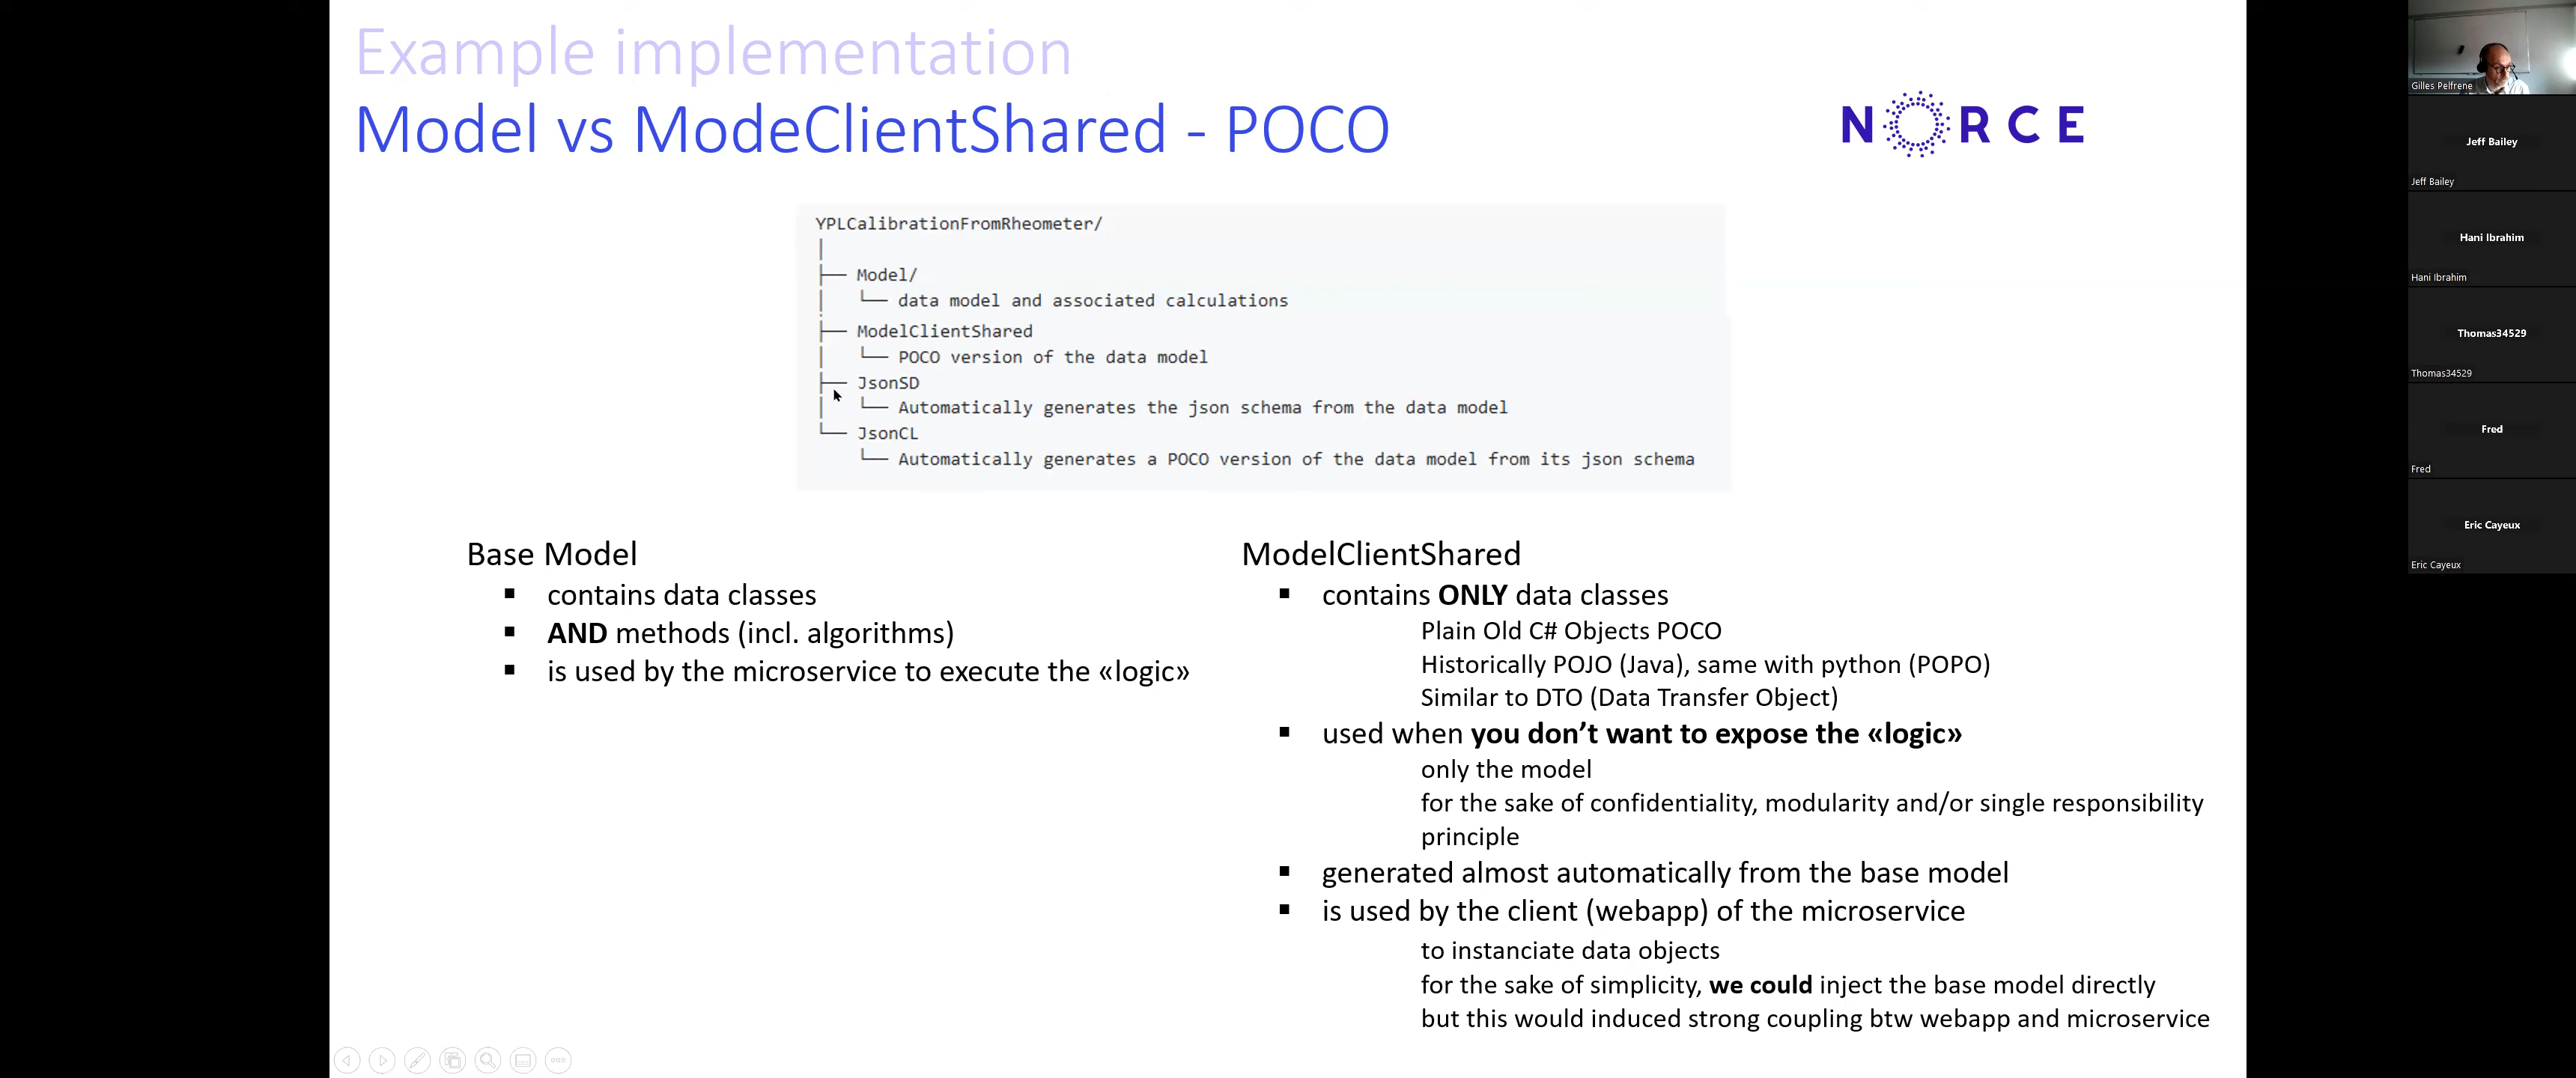 Example implementation
Model vs ModeClientShared - POCO
NORCE
YPLCalibrationFromRheometer/
│
├── Model/
│   └── data model and associated calculations
├── ModelClientShared
│   └── POCO version of the data model
├── JsonSD
│   └── Automatically generates the json schema from the data model
└── JsonCL
    └── Automatically generates a POCO version of the data model from its json schema
Base Model
▪ contains data classes
▪ AND methods (incl. algorithms)
▪ is used by the microservice to execute the «logic»
ModelClientShared
▪ contains ONLY data classes
Plain Old C# Objects POCO
Historically POJO (Java), same with python (POPO)
Similar to DTO (Data Transfer Object)
▪ used when you don’t want to expose the «logic»
only the model
for the sake of confidentiality, modularity and/or single responsibility
principle
▪ generated almost automatically from the base model
▪ is used by the client (webapp) of the microservice
to instanciate data objects
for the sake of simplicity, we could inject the base model directly
but this would induced strong coupling btw webapp and microservice
Gilles Pelfrene
Jeff Bailey
Jeff Bailey
Hani Ibrahim
Hani Ibrahim
Thomas34529
Thomas34529
Fred
Fred
Eric Cayeux
Eric Cayeux